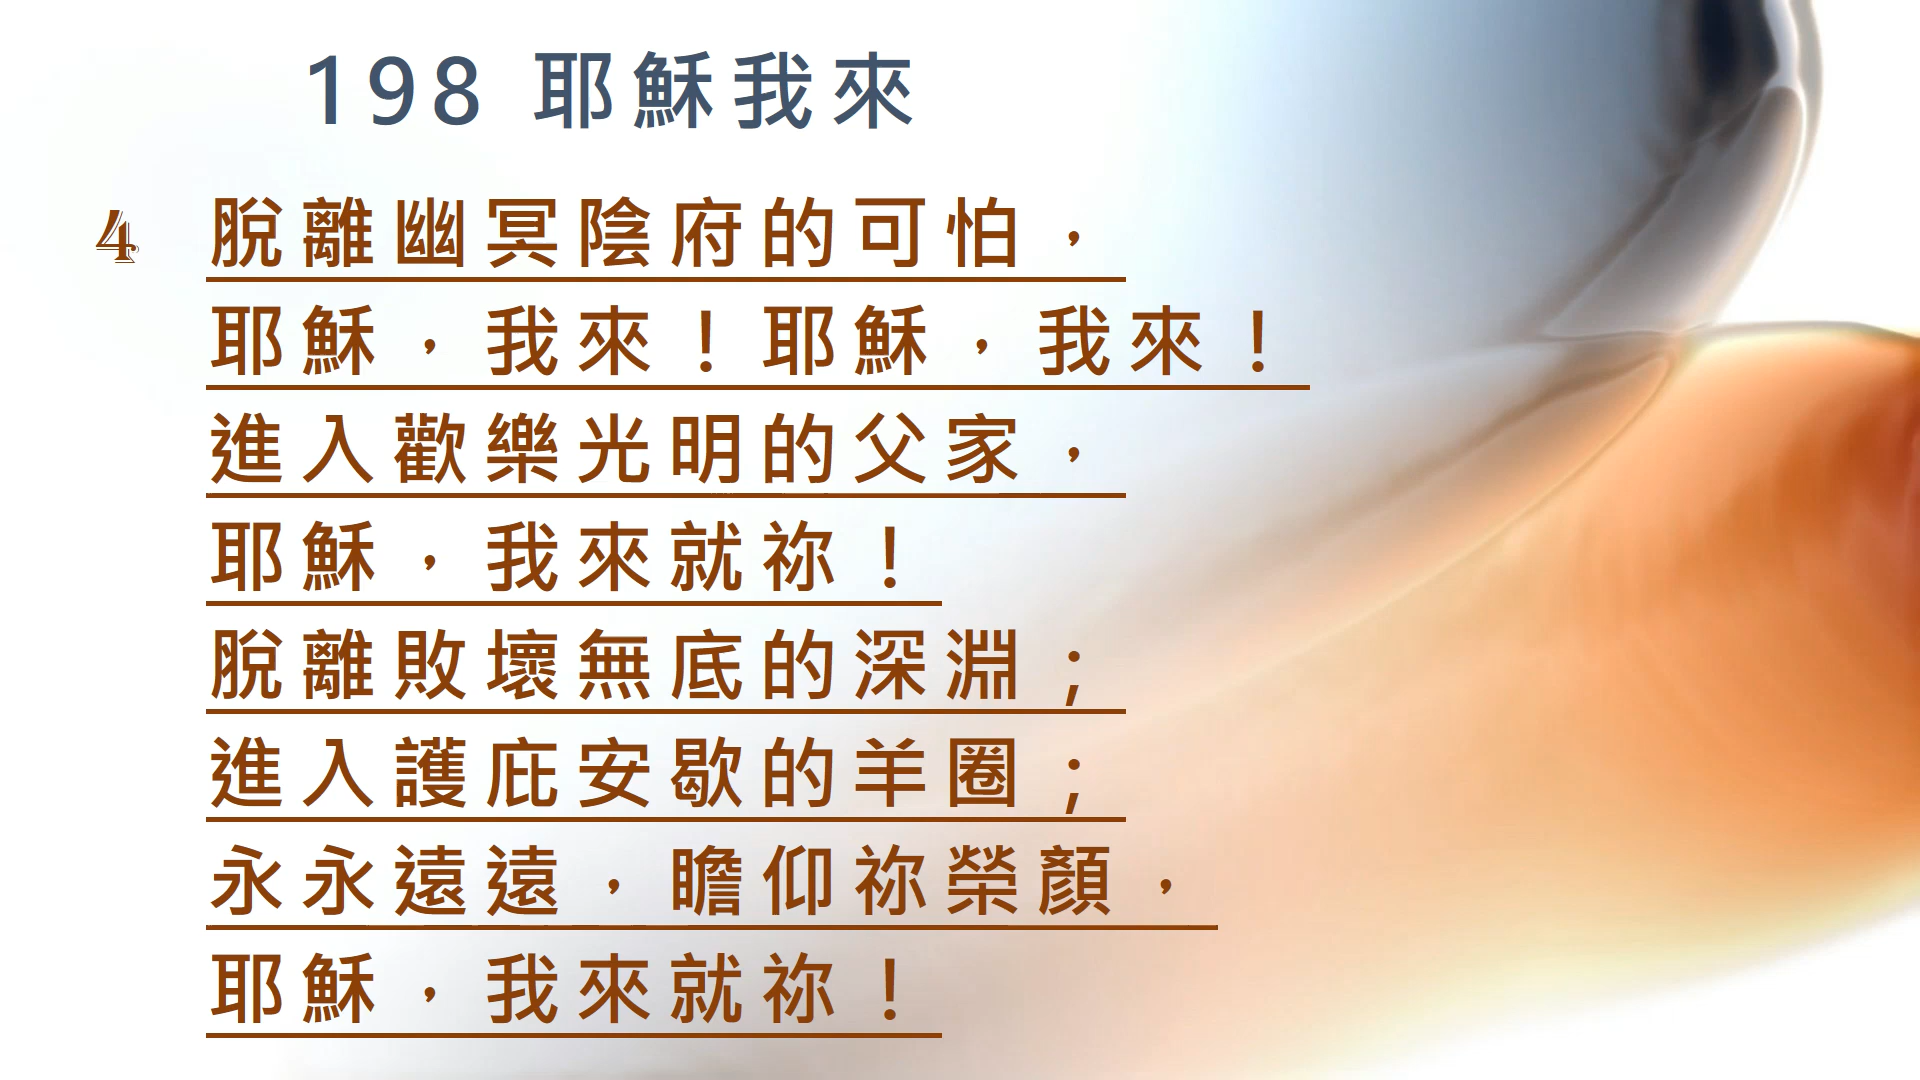 198 耶穌我來
4 脫離幽冥陰府的可怕，
耶穌，我來！耶穌，我來！
進入歡樂光明的父家，
耶穌，我來就祢！
脫離敗壞無底的深淵；
進入護庇安歇的羊圈；
永永遠遠，瞻仰祢榮顏，
耶穌，我來就祢！